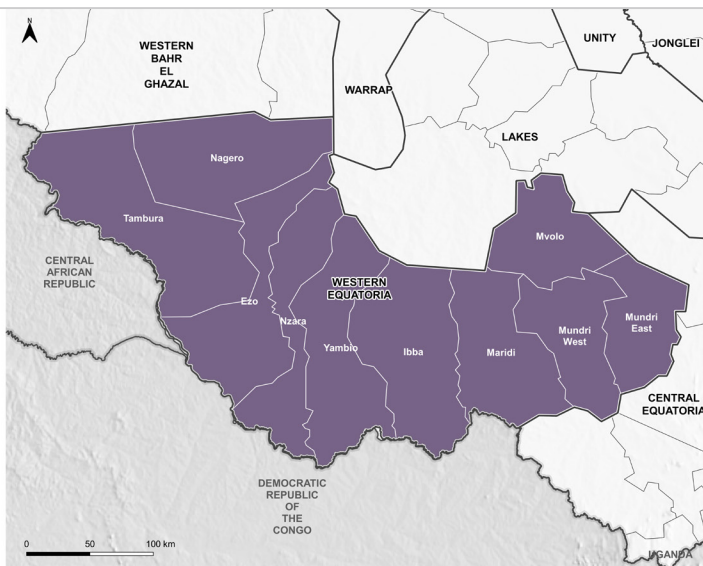 N
WESTERN
BAHR
EL
GHAZAL
UNITY
JONGLEI
WARRAP
LAKES
Nagero
Tambura
Mvolo
CENTRAL
AFRICAN
REPUBLIC
WESTERN
EQUATORIA
Ezo
Nzara
Yambio
Ibba
Maridi
Mundri
West
Mundri
East
CENTRAL
EQUATORIA
DEMOCRATIC
REPUBLIC
OF
THE
CONGO
0 50 100 km
UGANDA